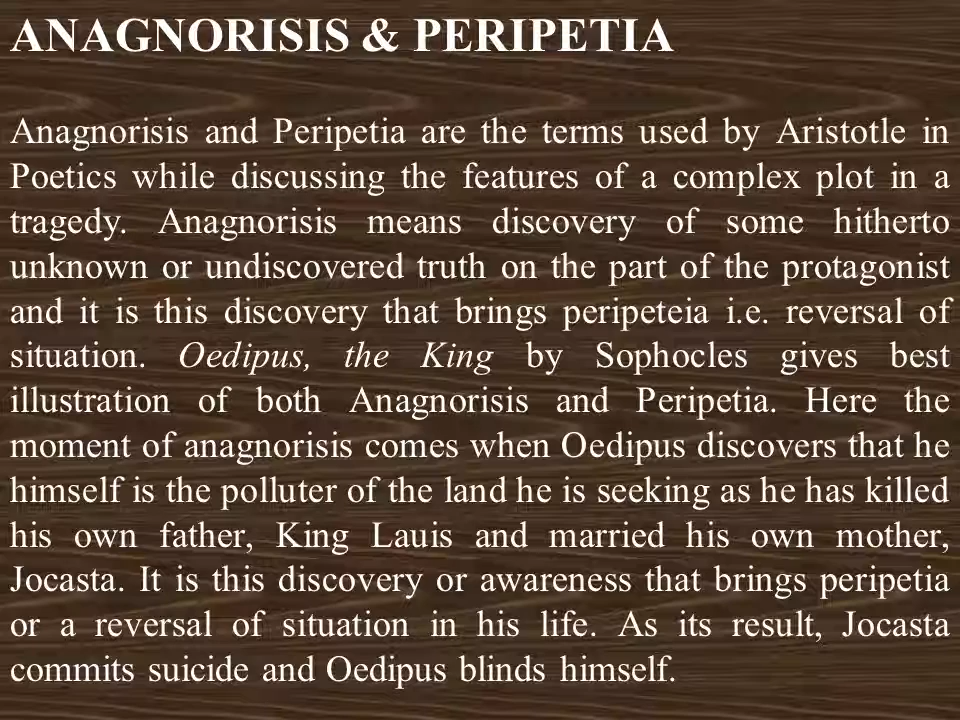 ANAGNORISIS & PERIPETIA
Anagnorisis and Peripetia are the terms used by Aristotle in
Poetics while discussing the features of a complex plot in a
tragedy. Anagnorisis means discovery of some hitherto
unknown or undiscovered truth on the part of the protagonist
and it is this discovery that brings peripeteia i.e. reversal of
situation. Oedipus, the King by Sophocles gives best
illustration of both Anagnorisis and Peripetia. Here the
moment of anagnorisis comes when Oedipus discovers that he
himself is the polluter of the land he is seeking as he has killed
his own father, King Lauis and married his own mother,
Jocasta. It is this discovery or awareness that brings peripetia
or a reversal of situation in his life. As its result, Jocasta
commits suicide and Oedipus blinds himself.